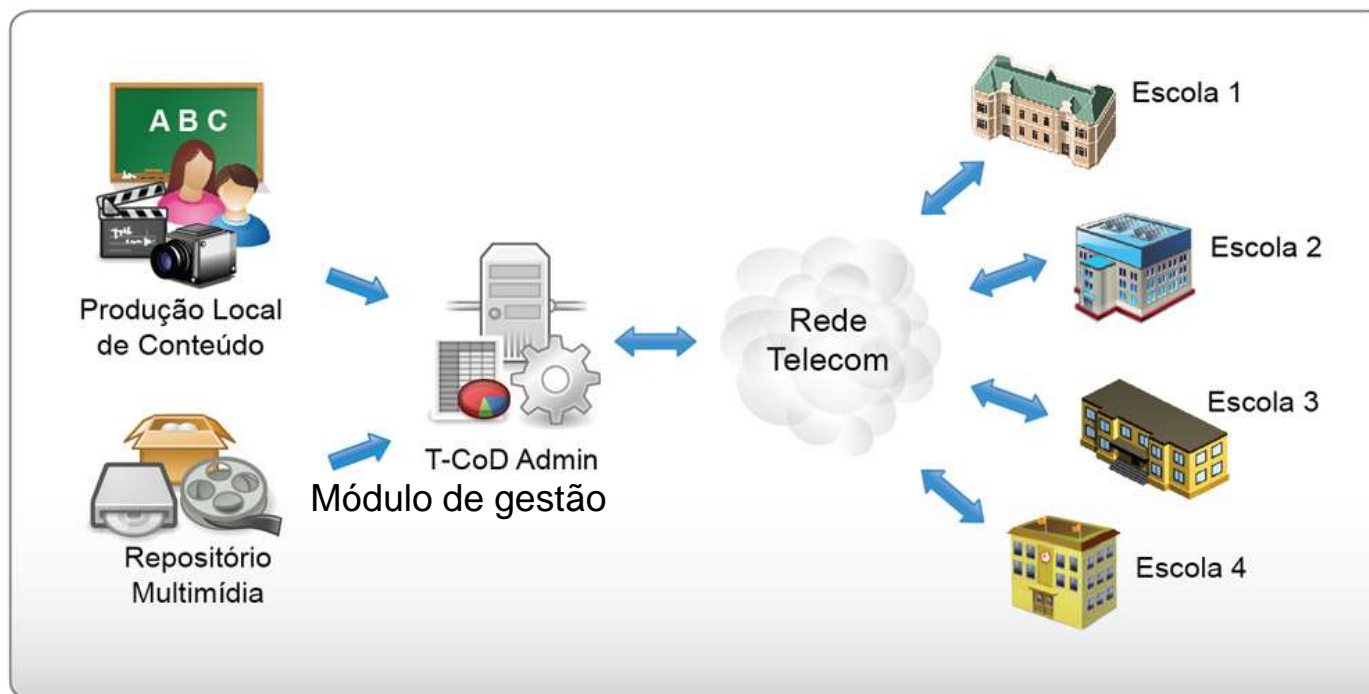 A B C
Produção Local
de Conteúdo
Repositório
Multimídia
T-CoD Admin
Módulo de gestão
Rede
Telecom
Escola 1
Escola 2
Escola 3
Escola 4